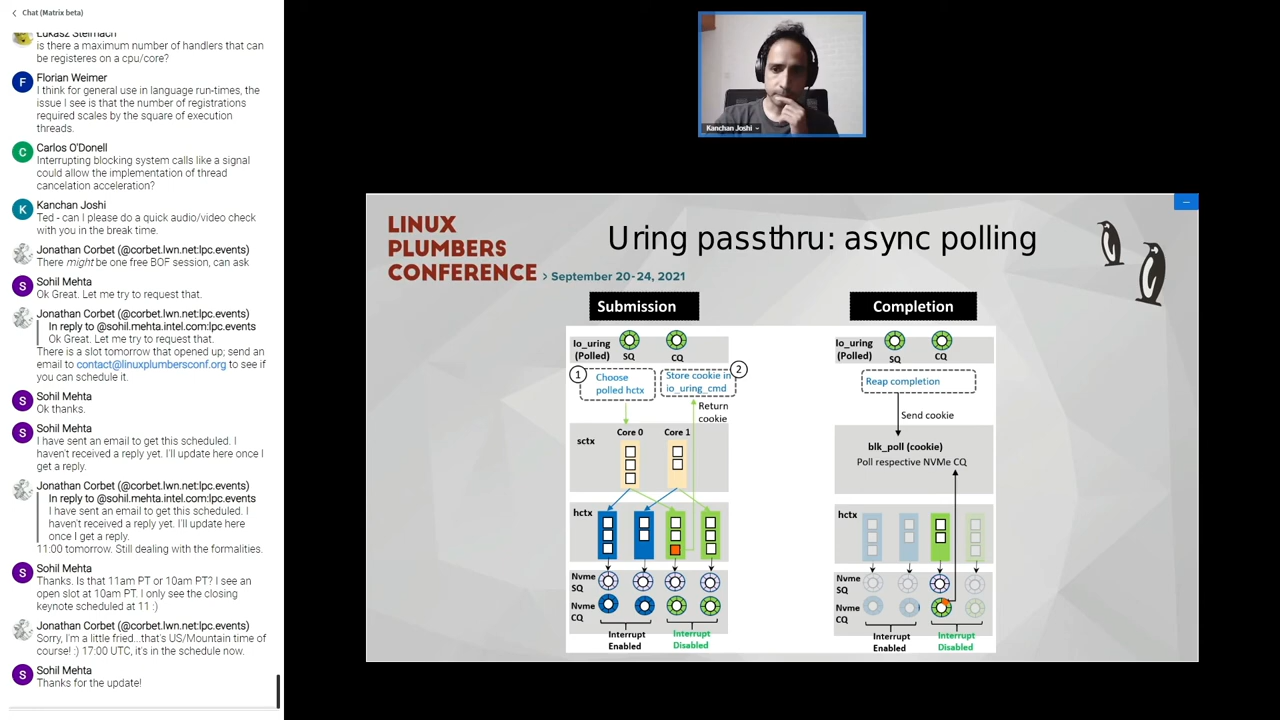 Chat (Matrix beta)
Łukasz Stelmach
is there a maximum number of handlers that can
be registeres on a cpu/core?
F
Florian Weimer
I think for general use in language run-times, the
issue I see is that the number of registrations
required scales by the square of execution
threads.
C
Carlos O'Donell
Interrupting blocking system calls like a signal
could allow the implementation of thread
cancelation acceleration?
K
Kanchan Joshi
Ted - can I please do a quick audio/video check
with you in the break time.
Jonathan Corbet (@corbet.lwn.net:lpc.events)
There might be one free BOF session, can ask
S
Sohil Mehta
Ok Great. Let me try to request that.
Jonathan Corbet (@corbet.lwn.net:lpc.events)
In reply to @sohil.mehta.intel.com:lpc.events
Ok Great. Let me try to request that.
There is a slot tomorrow that opened up; send an
email to contact@linuxplumbersconf.org to see if
you can schedule it.
S
Sohil Mehta
Ok thanks.
S
Sohil Mehta
I have sent an email to get this scheduled. I
haven't received a reply yet. I'll update here once I
get a reply.
Jonathan Corbet (@corbet.lwn.net:lpc.events)
In reply to @sohil.mehta.intel.com:lpc.events
I have sent an email to get this scheduled. I
haven't received a reply yet. I'll update here
once I get a reply.
11:00 tomorrow. Still dealing with the formalities.
S
Sohil Mehta
Thanks. Is that 11am PT or 10am PT? I see an
open slot at 10am PT. I only see the closing
keynote scheduled at 11 :)
Jonathan Corbet (@corbet.lwn.net:lpc.events)
Sorry, I'm a little fried...that's US/Mountain time of
course! :) 17:00 UTC, it's in the schedule now.
S
Sohil Mehta
Thanks for the update!
Kanchan Joshi
LINUX
PLUMBERS
CONFERENCE
> September 20-24, 2021
Uring passthru: async polling
Submission
Io_uring
(Polled)
SQ
CQ
1
Choose
polled hctx
2
Store cookie in
io_uring_cmd
Return
cookie
sctx
Core 0
Core 1
hctx
Nvme
SQ
Nvme
CQ
Interrupt
Enabled
Interrupt
Disabled
Completion
Io_uring
(Polled)
SQ
CQ
Reap completion
Send cookie
blk_poll (cookie)
Poll respective NVMe CQ
hctx
Nvme
SQ
Nvme
CQ
Interrupt
Enabled
Interrupt
Disabled